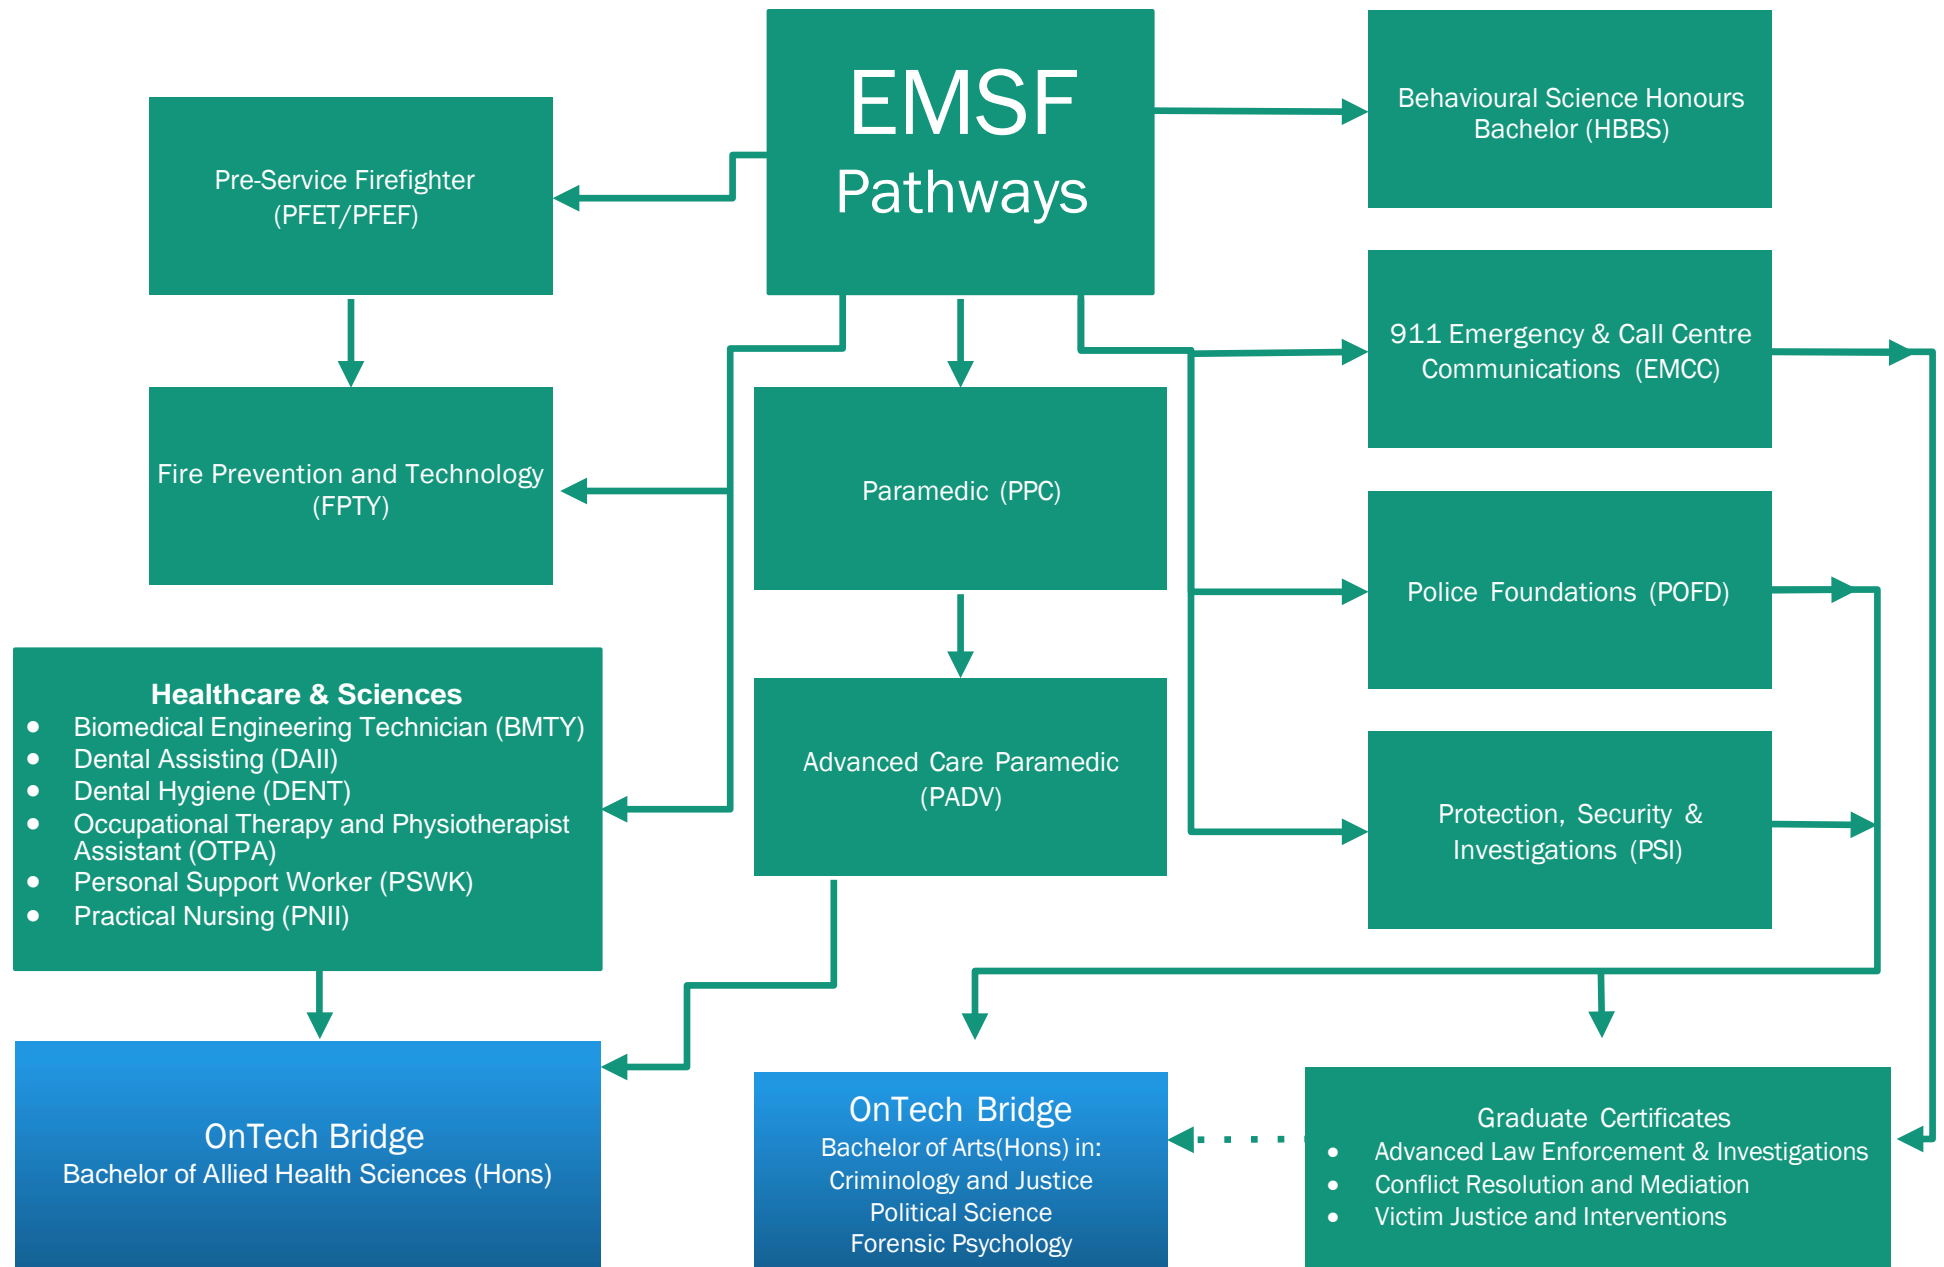 EMSF
Pathways
Behavioural Science Honours
Bachelor (HBBS)
Pre-Service Firefighter
(PFET/PFEF)
911 Emergency & Call Centre
Communications (EMCC)
Fire Prevention and Technology
(FPTY)
Paramedic (PPC)
Police Foundations (POFD)
Healthcare & Sciences
● Biomedical Engineering Technician (BMTY)
● Dental Assisting (DAII)
● Dental Hygiene (DENT)
● Occupational Therapy and Physiotherapist
Assistant (OTPA)
● Personal Support Worker (PSWK)
● Practical Nursing (PNII)
Advanced Care Paramedic
(PADV)
Protection, Security &
Investigations (PSI)
OnTech Bridge
Bachelor of Allied Health Sciences (Hons)
OnTech Bridge
Bachelor of Arts(Hons) in:
Criminology and Justice
Political Science
Forensic Psychology
Graduate Certificates
● Advanced Law Enforcement & Investigations
● Conflict Resolution and Mediation
● Victim Justice and Interventions